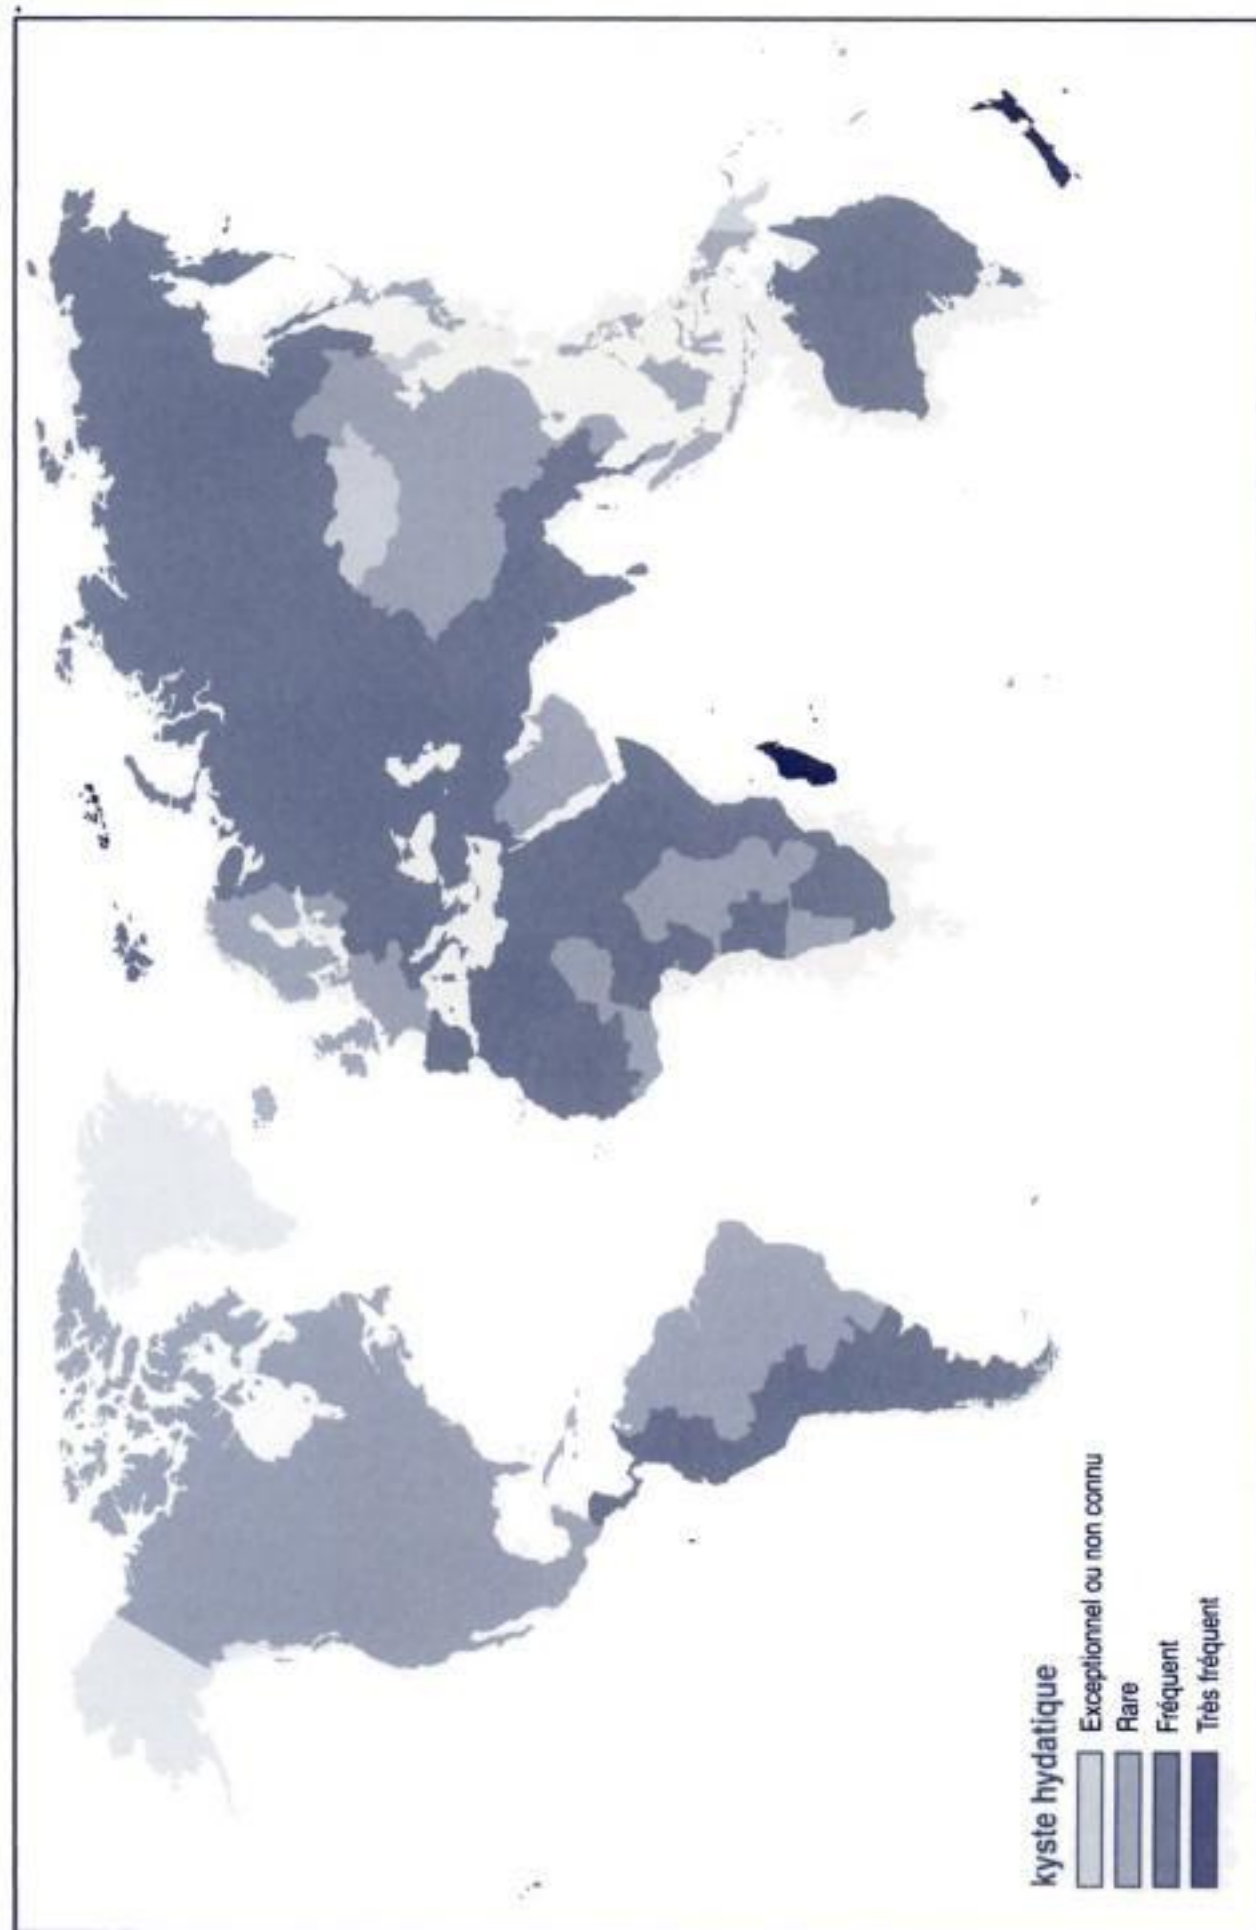 kyste hydatique
Exceptionnel ou non connu
Rare
Fréquent
Très fréquent